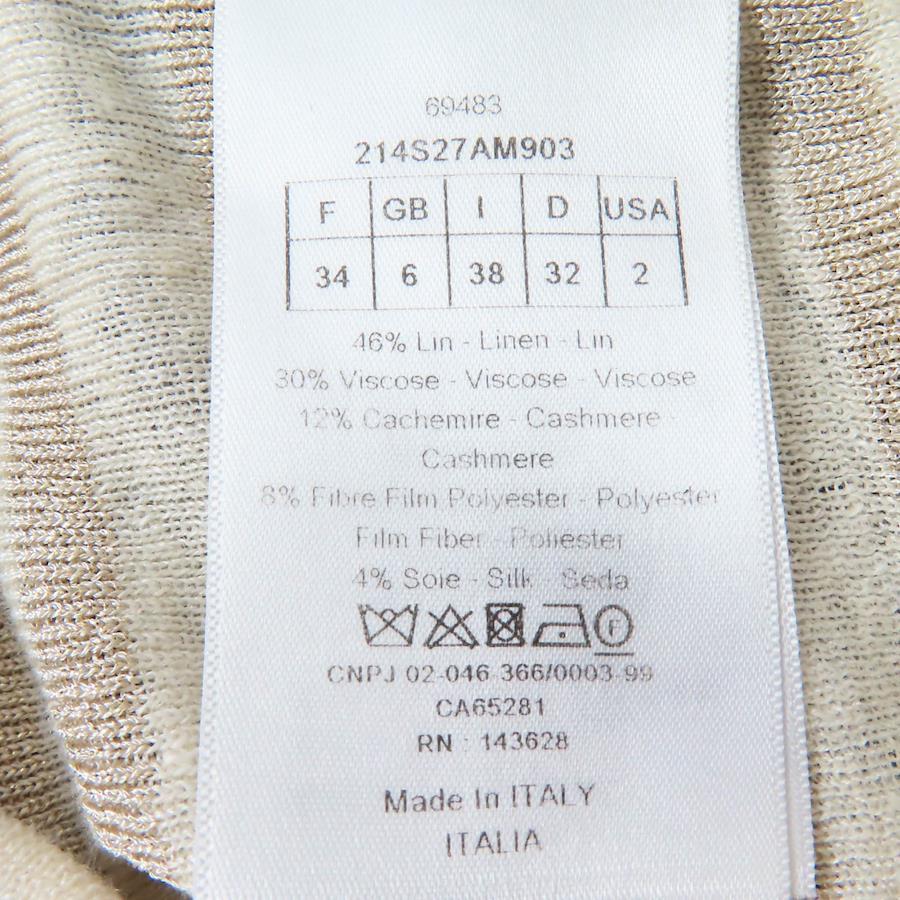 69483
214S27AM903
F GB I D USA
34 6 38 32 2
46% Lin - Linen - Lin
30% Viscose - Viscose - Viscose
12% Cachemire - Cashmere
Cashmere
8% Fibre Film Polyester - Polyester
Film Fiber - Poliéster
4% Soie - Silk - Seda
F
CNPJ 02-046 366/0003-99
CA65281
RN : 143628
Made In ITALY
ITALIA